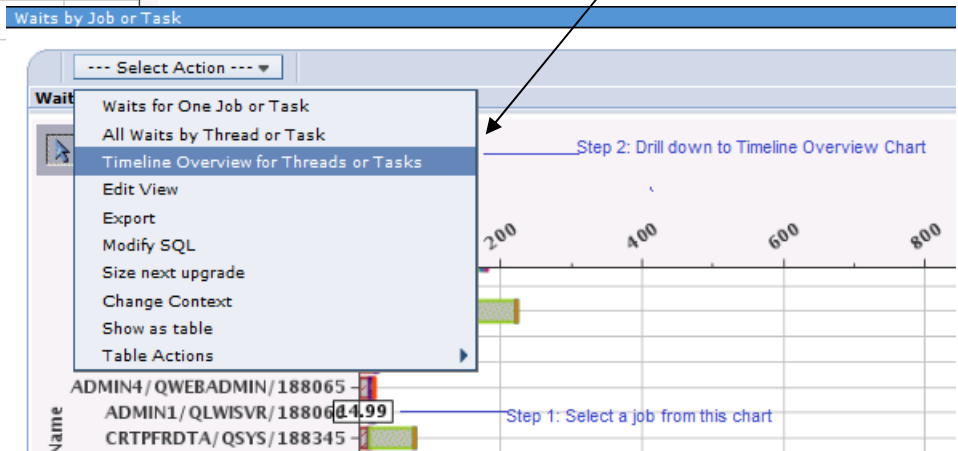 Waits by Job or Task
--- Select Action ---
Wait
Waits for One Job or Task
All Waits by Thread or Task
Timeline Overview for Threads or Tasks
Edit View
Export
Modify SQL
Size next upgrade
Change Context
Show as table
Table Actions
Step 2: Drill down to Timeline Overview Chart
200
400
600
800
ADMIN4/QWEBADMIN/188065
ADMIN1/QLWISVR/18806
14.99
Step 1: Select a job from this chart
CRTPFRDTA/QSYS/188345
Name